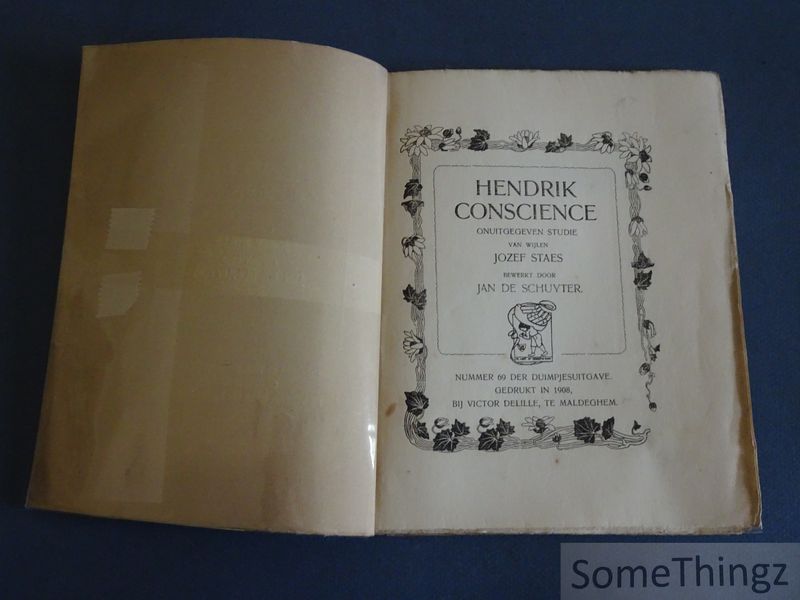 HENDRIK
CONSCIENCE
ONUITGEGEVEN STUDIE
VAN WIJLEN
JOZEF STAES
BEWERKT DOOR
JAN DE SCHUYTER.
NUMMER 69 DER DUIMPJESUITGAVE.
GEDRUKT IN 1908,
BIJ VICTOR DELILLE, TE MALDEGHEM.
SomeThingz